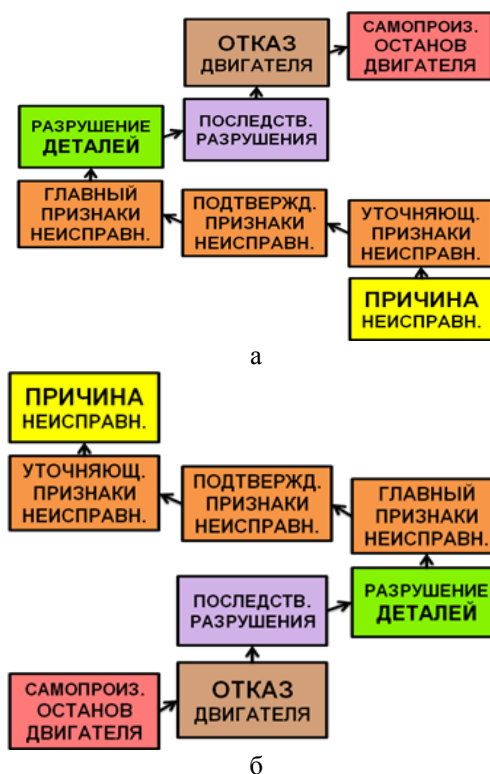 ОТКАЗ
ДВИГАТЕЛЯ
САМОПРОИЗ.
ОСТАНОВ
ДВИГАТЕЛЯ
РАЗРУШЕНИЕ
ДЕТАЛЕЙ
ПОСЛЕДСТВ.
РАЗРУШЕНИЯ
ГЛАВНЫЙ
ПРИЗНАКИ
НЕИСПРАВН.
ПОДТВЕРЖД.
ПРИЗНАКИ
НЕИСПРАВН.
УТОЧНЯЮЩ.
ПРИЗНАКИ
НЕИСПРАВН.
ПРИЧИНА
НЕИСПРАВН.
а
ПРИЧИНА
НЕИСПРАВН.
УТОЧНЯЮЩ.
ПРИЗНАКИ
НЕИСПРАВН.
ПОДТВЕРЖД.
ПРИЗНАКИ
НЕИСПРАВН.
ГЛАВНЫЙ
ПРИЗНАКИ
НЕИСПРАВН.
ПОСЛЕДСТВ.
РАЗРУШЕНИЯ
РАЗРУШЕНИЕ
ДЕТАЛЕЙ
САМОПРОИЗ.
ОСТАНОВ
ДВИГАТЕЛЯ
ОТКАЗ
ДВИГАТЕЛЯ
б